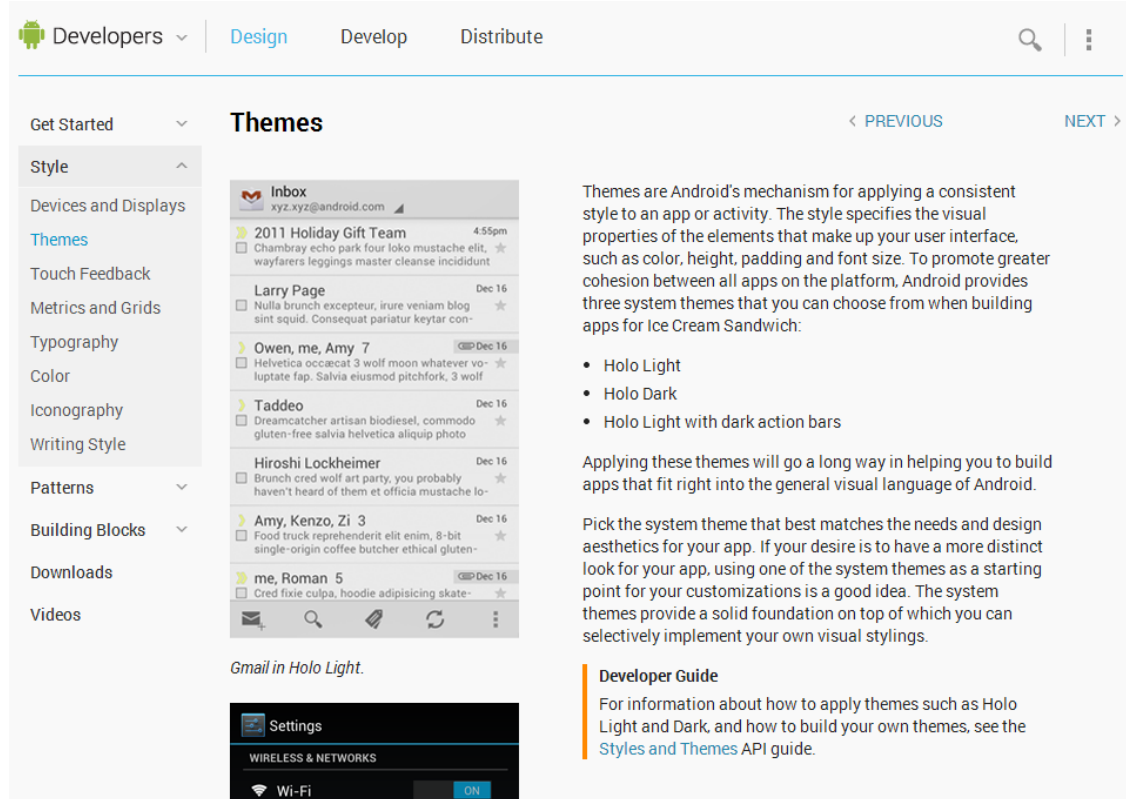 Developers
Design
Develop
Distribute
Get Started
Style
Devices and Displays
Themes
Touch Feedback
Metrics and Grids
Typography
Color
Iconography
Writing Style
Patterns
Building Blocks
Downloads
Videos
Themes
PREVIOUS
NEXT
Inbox
xyz.xyz@android.com
2011 Holiday Gift Team 4:55pm
Chambray echo park four loko mustache elit,
wayfarers leggings master cleanse incididunt
Larry Page Dec 16
Nulla brunch excepteur, irure veniam blog
sint squid. Consequat pariatur keytar con-
Owen, me, Amy 7 Dec 16
Helvetica occæcat 3 wolf moon whatever vo-
luptate fap. Salvia eiusmod pitchfork, 3 wolf
Taddeo Dec 16
Dreamcatcher artisan biodiesel, commodo
gluten-free salvia helvetica aliquip photo
Hiroshi Lockheimer Dec 16
Brunch cred wolf art party, you probably
haven't heard of them et officia mustache lo-
Amy, Kenzo, Zi 3 Dec 16
Food truck reprehenderit elit enim, 8-bit
single-origin coffee butcher ethical gluten-
me, Roman 5 Dec 16
Cred fixie culpa, hoodie adipisicing skate-
Gmail in Holo Light.
Settings
WIRELESS & NETWORKS
Wi-Fi ON
Themes are Android's mechanism for applying a consistent
style to an app or activity. The style specifies the visual
properties of the elements that make up your user interface,
such as color, height, padding and font size. To promote greater
cohesion between all apps on the platform, Android provides
three system themes that you can choose from when building
apps for Ice Cream Sandwich:
• Holo Light
• Holo Dark
• Holo Light with dark action bars
Applying these themes will go a long way in helping you to build
apps that fit right into the general visual language of Android.
Pick the system theme that best matches the needs and design
aesthetics for your app. If your desire is to have a more distinct
look for your app, using one of the system themes as a starting
point for your customizations is a good idea. The system
themes provide a solid foundation on top of which you can
selectively implement your own visual stylings.
Developer Guide
For information about how to apply themes such as Holo
Light and Dark, and how to build your own themes, see the
Styles and Themes API guide.